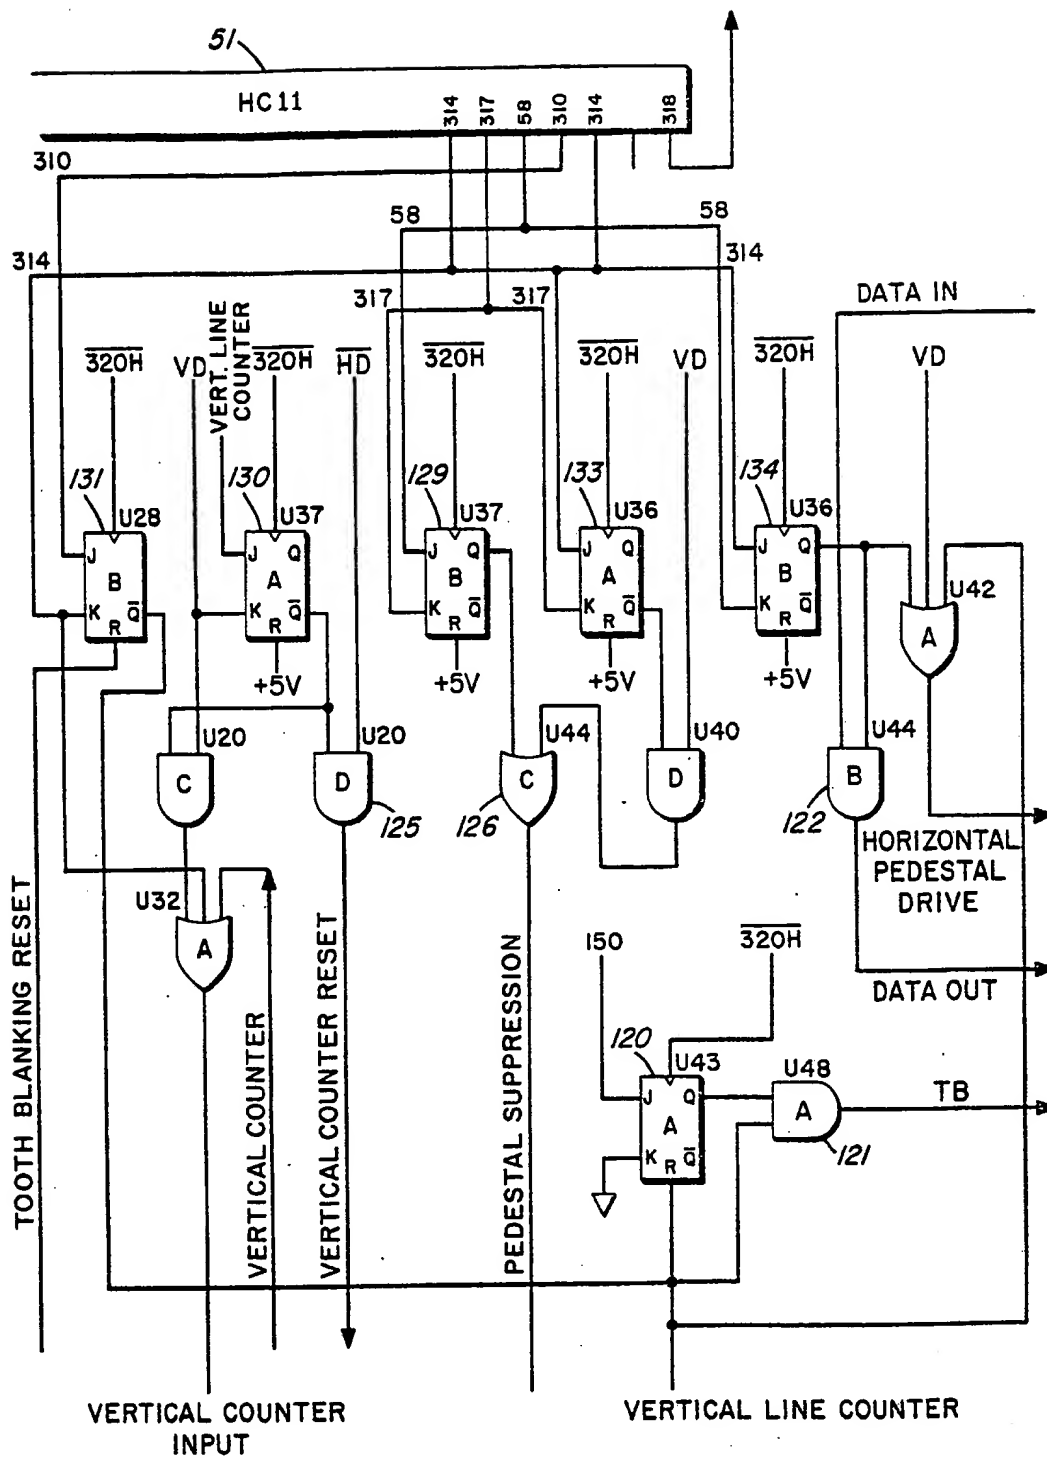 51
HC11
314 317 58 310 314 318
310
58 58
314 314
317 317
DATA IN
VERT. LINE
COUNTER
320H VD 320H HD 320H 320H VD 320H VD
131 130 129 133 134
U28 U37 U37 U36 U36
J J Q J Q J Q J Q
B A B A B
K Q K Q K Q K Q K Q
R R R R R
U42
A
+5V +5V +5V +5V
U20 U20 U44 U40 U44
C D C D B
125 126 122
HORIZONTAL
PEDESTAL
DRIVE
U32
A
150 320H
DATA OUT
120 U43 U48
J Q
A A
TB
K R Q
121
TOOTH BLANKING RESET
VERTICAL COUNTER
VERTICAL COUNTER RESET
PEDESTAL SUPPRESSION
VERTICAL COUNTER
INPUT
VERTICAL LINE COUNTER